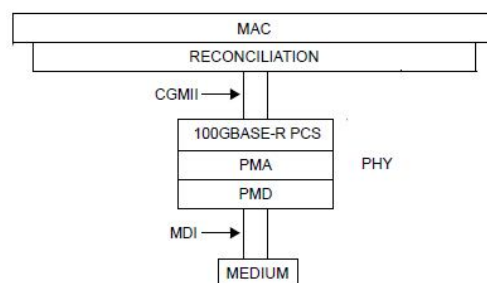 MAC
RECONCILIATION
CGMII
100GBASE-R PCS
PMA
PHY
PMD
MDI
MEDIUM